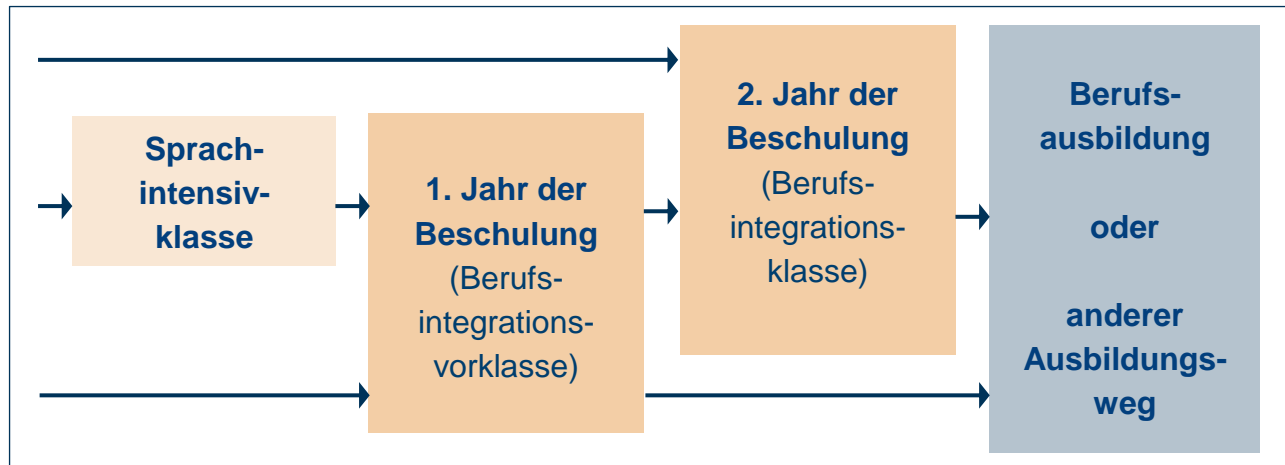 Sprach-
intensiv-
klasse
1. Jahr der
Beschulung
(Berufs-
integrations-
vorklasse)
2. Jahr der
Beschulung
(Berufs-
integrations-
klasse)
Berufs-
ausbildung
oder
anderer
Ausbildungs-
weg